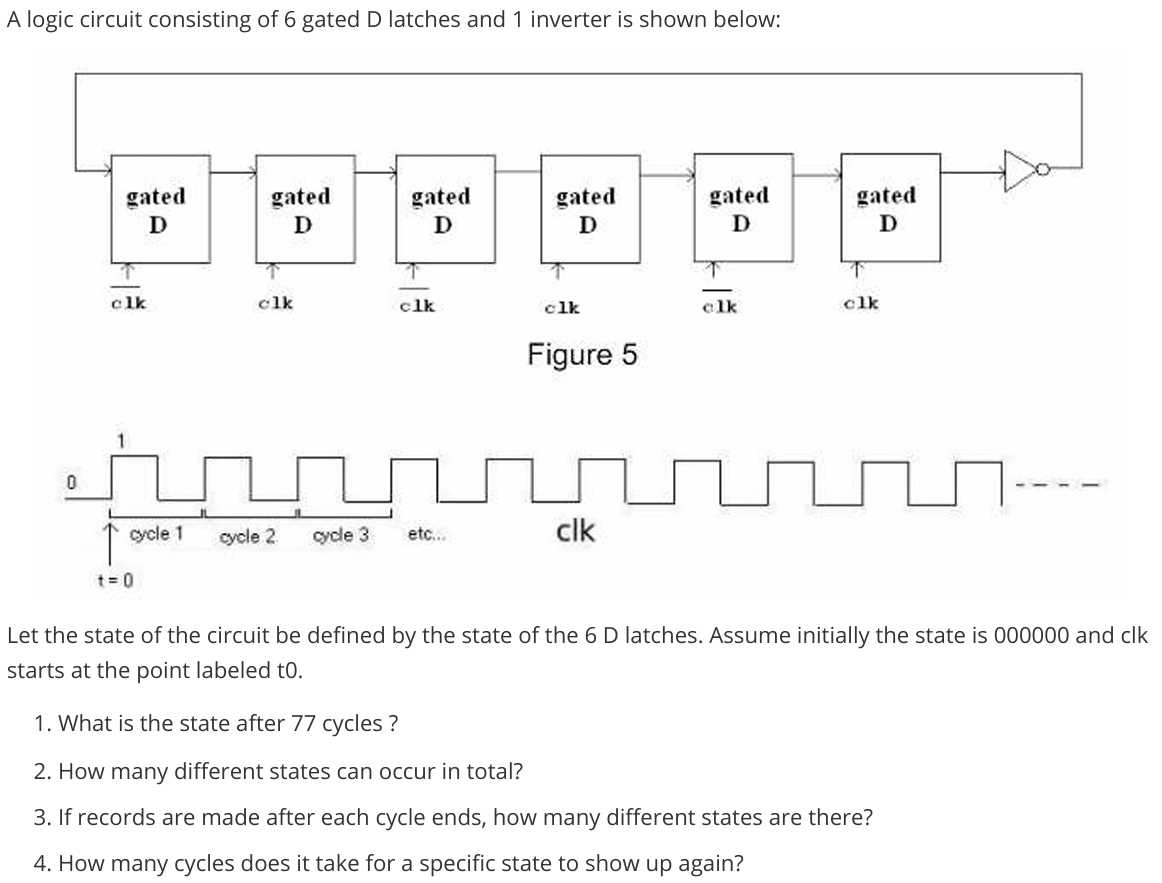 A logic circuit consisting of 6 gated D latches and 1 inverter is shown below:
gated gated gated gated gated gated
D D D D D D
clk clk clk clk clk clk
Figure 5
1
0
cycle 1 cycle 2 cycle 3 etc... clk
t = 0
Let the state of the circuit be defined by the state of the 6 D latches. Assume initially the state is 000000 and clk
starts at the point labeled t0.
1. What is the state after 77 cycles ?
2. How many different states can occur in total?
3. If records are made after each cycle ends, how many different states are there?
4. How many cycles does it take for a specific state to show up again?